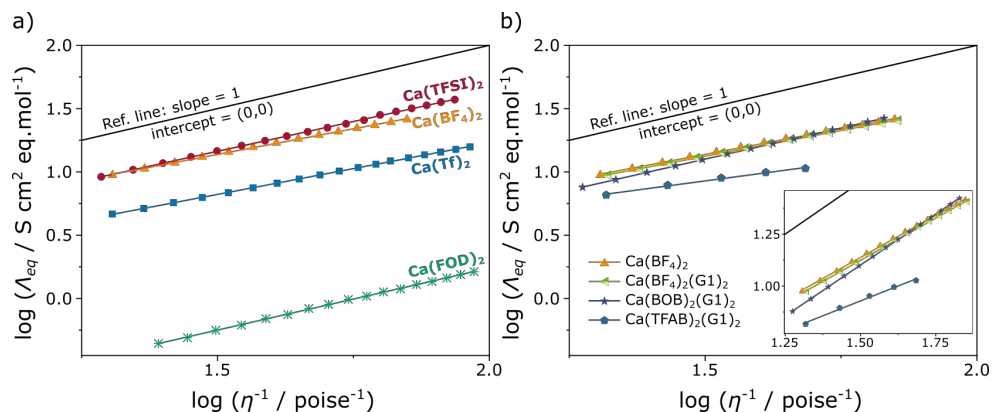 a)
log (Λeq / S cm² eq.mol⁻¹)
2.0
1.5
1.0
0.5
0.0
Ref. line: slope = 1
intercept = (0,0)
Ca(TFSI)₂
Ca(BF₄)₂
Ca(Tf)₂
Ca(FOD)₂
1.5
2.0
log (η⁻¹ / poise⁻¹)
b)
log (Λeq / S cm² eq.mol⁻¹)
2.0
1.5
1.0
0.5
0.0
Ref. line: slope = 1
intercept = (0,0)
Ca(BF₄)₂
Ca(BF₄)₂(G1)₂
Ca(BOB)₂(G1)₂
Ca(TFAB)₂(G1)₂
1.25
1.00
1.25
1.50
1.75
1.5
2.0
log (η⁻¹ / poise⁻¹)